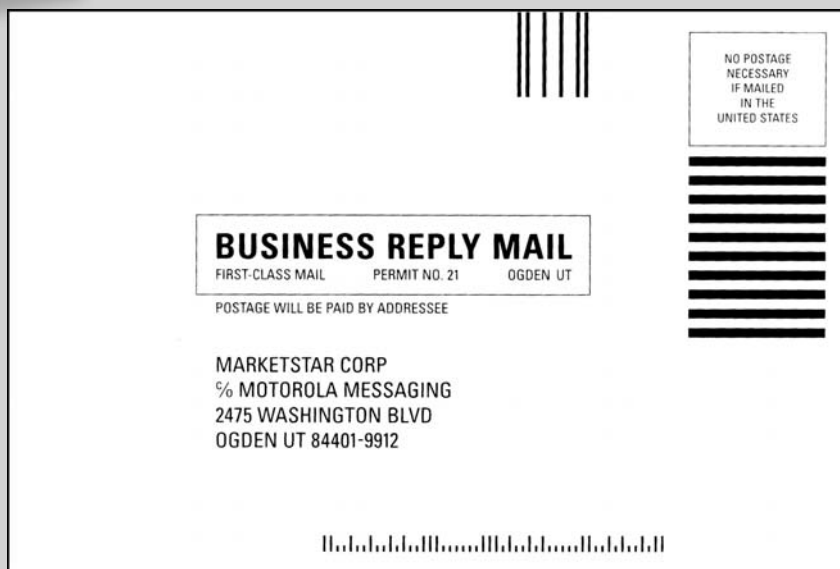 NO POSTAGE
NECESSARY
IF MAILED
IN THE
UNITED STATES
BUSINESS REPLY MAIL
FIRST-CLASS MAIL PERMIT NO. 21 OGDEN UT
POSTAGE WILL BE PAID BY ADDRESSEE
MARKETSTAR CORP
℅ MOTOROLA MESSAGING
2475 WASHINGTON BLVD
OGDEN UT 84401-9912